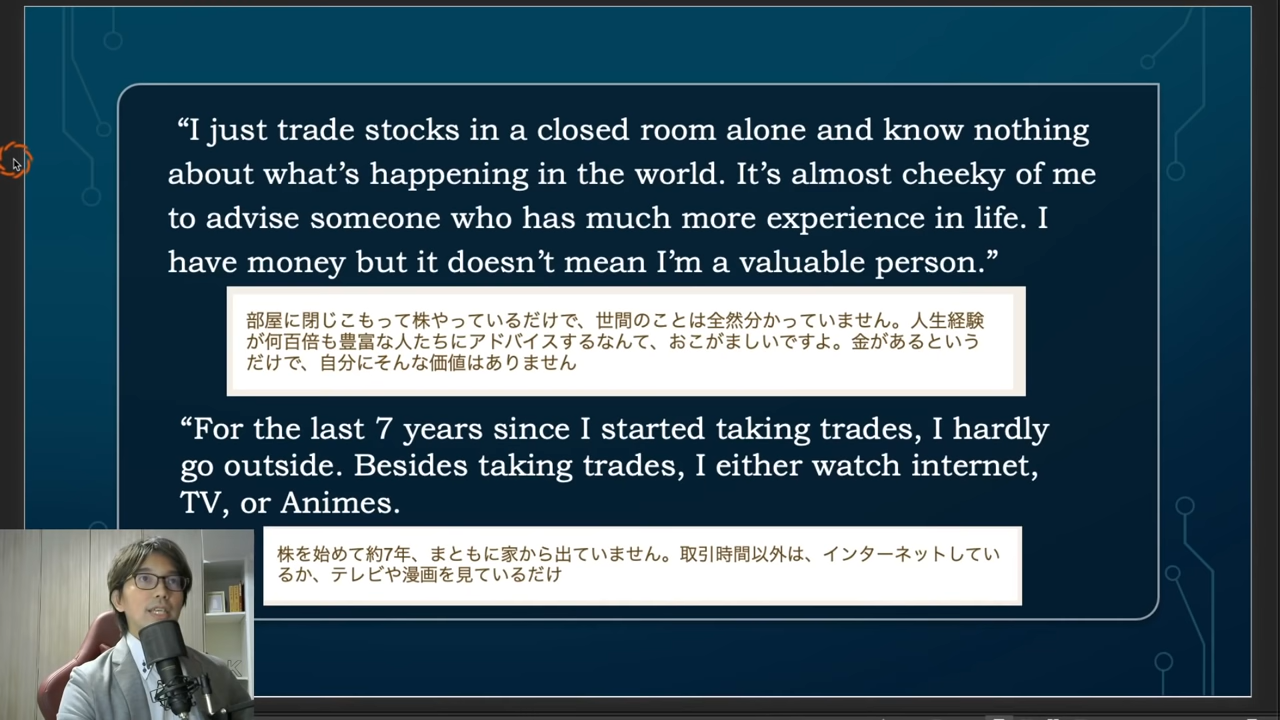 “I just trade stocks in a closed room alone and know nothing
about what’s happening in the world. It’s almost cheeky of me
to advise someone who has much more experience in life. I
have money but it doesn’t mean I’m a valuable person.”
部屋に閉じこもって株やっているだけで、世間のことは全然分かっていません。人生経験
が何百倍も豊富な人たちにアドバイスするなんて、おこがましいですよ。金があるという
だけで、自分にそんな価値はありません
“For the last 7 years since I started taking trades, I hardly
go outside. Besides taking trades, I either watch internet,
TV, or Animes.
株を始めて約7年、まともに家から出ていません。取引時間以外は、インターネットしてい
るか、テレビや漫画を見ているだけ